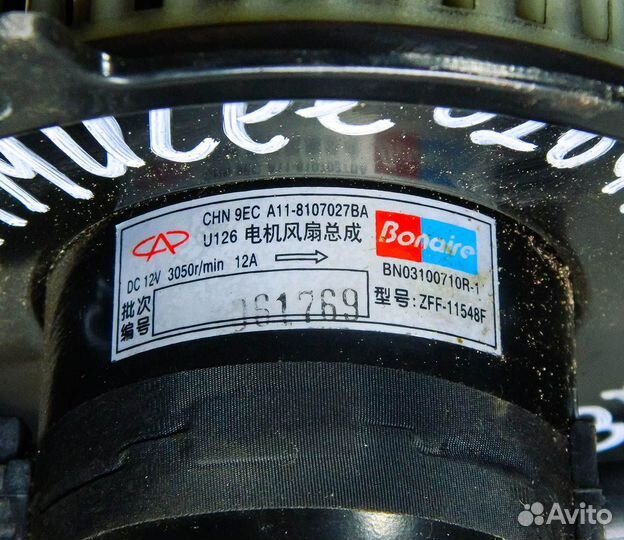 CHN 9EC A11-8107027BA
U126 电机风扇总成
DC 12V 3050r/min 12A
Bonaire
BN03100710R-1
批次
编号
061769
型号: ZFF-11548F
Avito